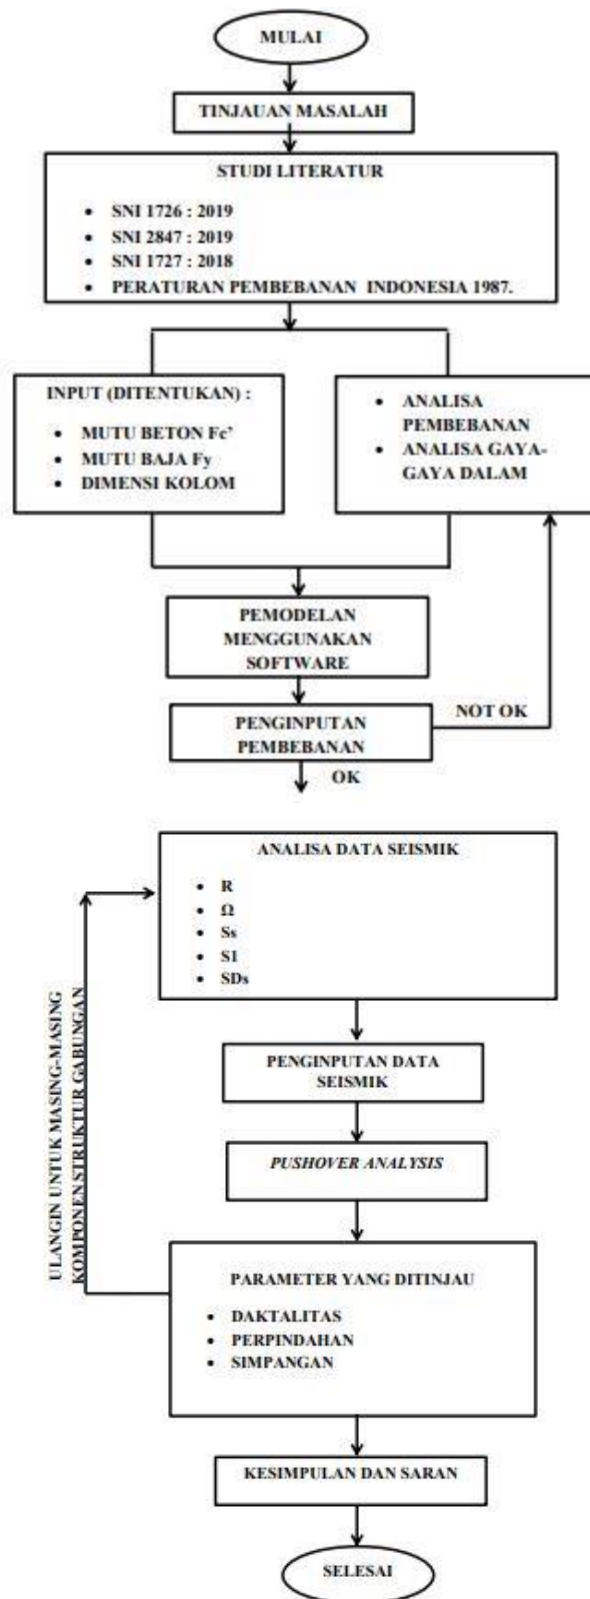 MULAI
TINJAUAN MASALAH
STUDI LITERATUR
• SNI 1726 : 2019
• SNI 2847 : 2019
• SNI 1727 : 2018
• PERATURAN PEMBEBANAN INDONESIA 1987.
INPUT (DITENTUKAN) :
• MUTU BETON Fc’
• MUTU BAJA Fy
• DIMENSI KOLOM
• ANALISA
PEMBEBANAN
• ANALISA GAYA-
GAYA DALAM
PEMODELAN
MENGGUNAKAN
SOFTWARE
PENGINPUTAN
PEMBEBANAN
NOT OK
OK
ANALISA DATA SEISMIK
• R
• Ω
• Ss
• S1
• SDs
ULANGIN UNTUK MASING-MASING
KOMPONEN STRUKTUR GABUNGAN
PENGINPUTAN DATA
SEISMIK
PUSHOVER ANALYSIS
PARAMETER YANG DITINJAU
• DAKTALITAS
• PERPINDAHAN
• SIMPANGAN
KESIMPULAN DAN SARAN
SELESAI